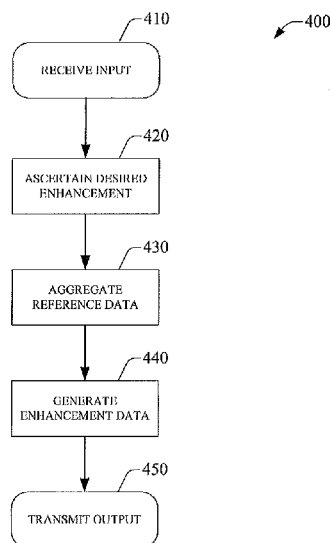 410
400
RECEIVE INPUT
420
ASCERTAIN DESIRED
ENHANCEMENT
430
AGGREGATE
REFERENCE DATA
440
GENERATE
ENHANCEMENT DATA
450
TRANSMIT OUTPUT